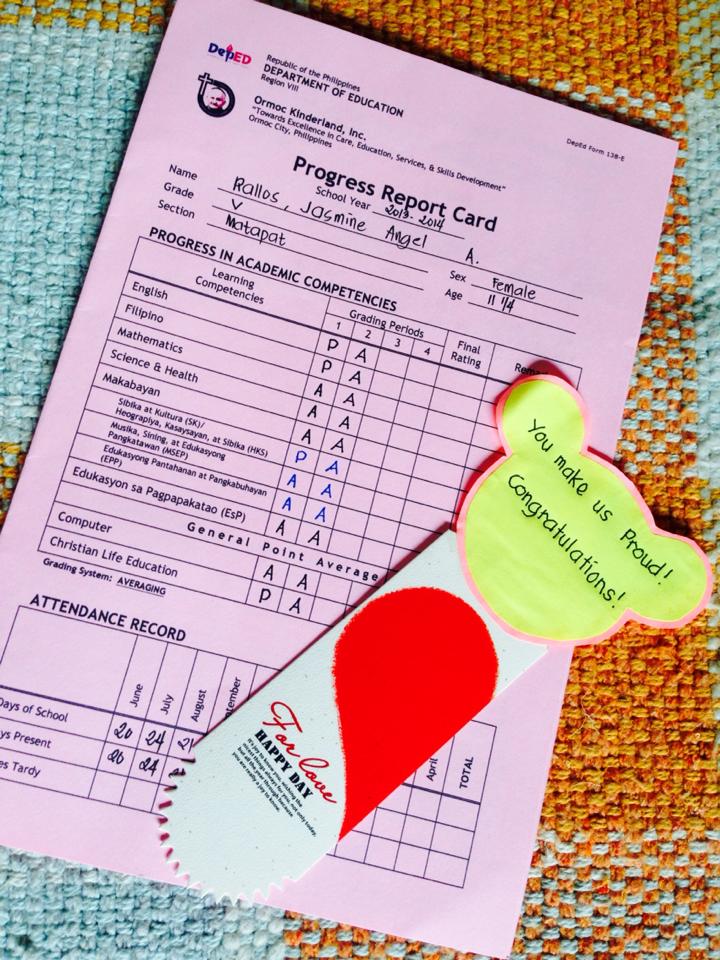 DepED
Republic of the Philippines
DEPARTMENT OF EDUCATION
Region VIII
Ormoc Kinderland, Inc.
"Towards Excellence in Care, Education, Services, & Skills Development"
Ormoc City, Philippines
DepEd Form 138-E
Progress Report Card
School Year 2013-2014
Name Rallos, Jasmine Angel A.
Grade V
Section Matapat
Sex Female
Age 11 1/4
PROGRESS IN ACADEMIC COMPETENCIES
Learning Competencies Grading Periods Final Rating
1 2 3 4
English P A
Filipino P A
Mathematics A A
Science & Health A A
Makabayan A A
Sibika at Kultura (SK)/
Heograpiya, Kasaysayan, at Sibika (HKS) P A
Musika, Sining, at Edukasyong
Pangkatawan (MSEP) A A
Edukasyong Pantahanan at Pangkabuhayan
(EPP) A A
Edukasyon sa Pagpapakatao (EsP) A A
General Point Average
Computer A A
Christian Life Education P A
Grading System: AVERAGING
ATTENDANCE RECORD
June July August April TOTAL
Days of School 20 24 21
Present 20 24
Tardy
You make us Proud!
Congratulations!
For love
HAPPY DAY